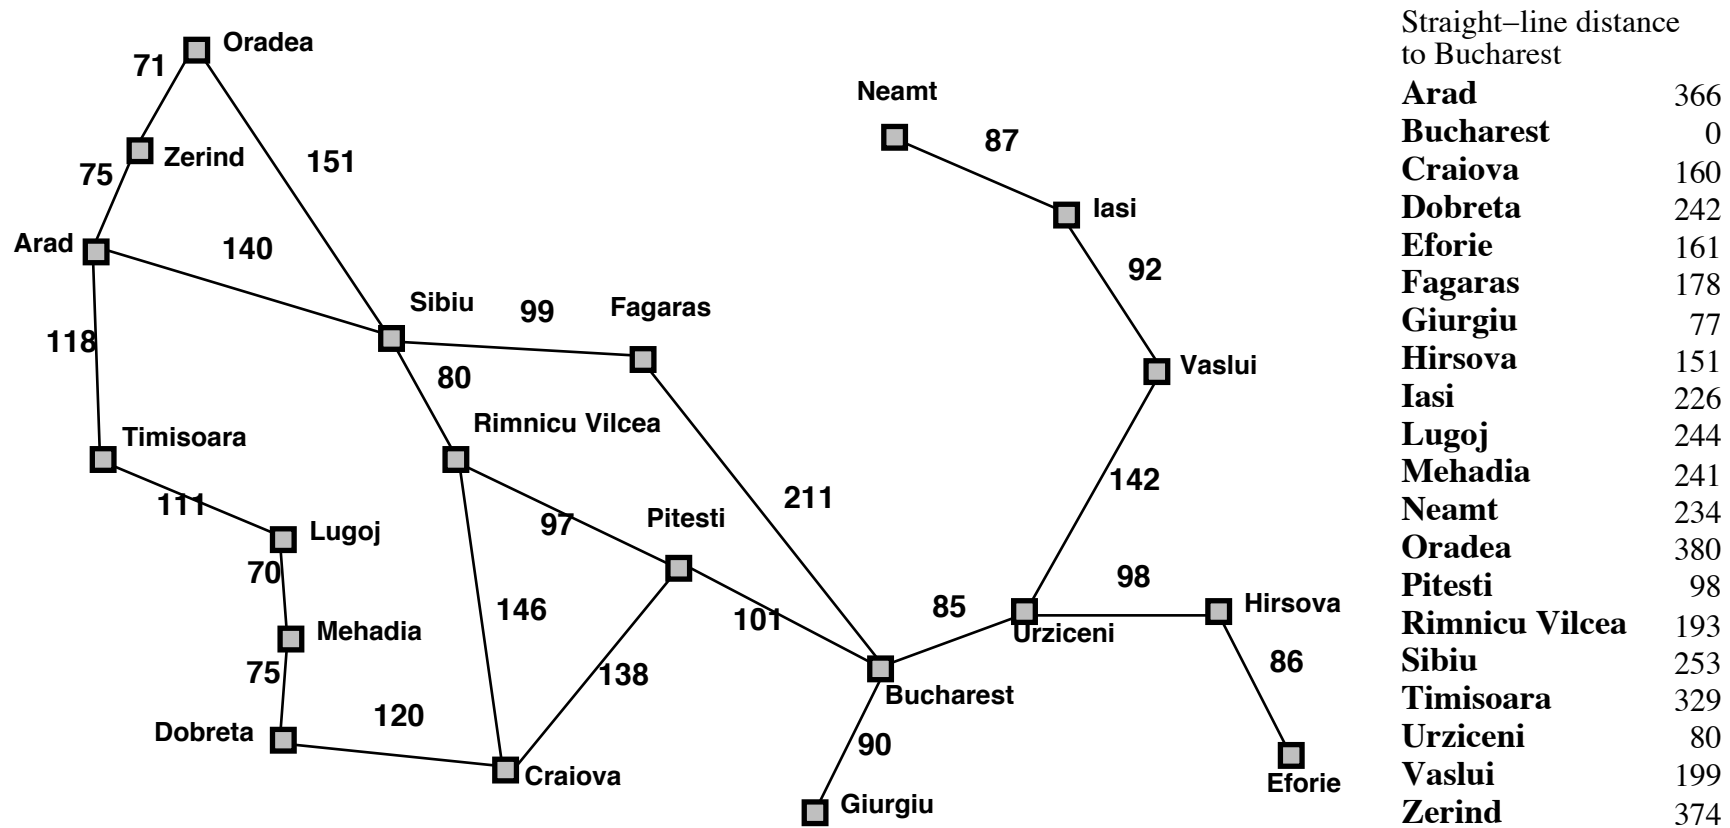 Oradea
71
Neamt
87
Zerind
151
75
Iasi
Arad
140
92
Sibiu
99
Fagaras
118
Vaslui
80
Rimnicu Vilcea
Timisoara
142
111
211
97
Pitesti
Lugoj
70
98
146
85
Hirsova
101
Urziceni
Mehadia
86
75
138
Bucharest
120
Dobreta
90
Craiova
Eforie
Giurgiu
Straight−line distance
to Bucharest
Arad 366
Bucharest 0
Craiova 160
Dobreta 242
Eforie 161
Fagaras 178
Giurgiu 77
Hirsova 151
Iasi 226
Lugoj 244
Mehadia 241
Neamt 234
Oradea 380
Pitesti 98
Rimnicu Vilcea 193
Sibiu 253
Timisoara 329
Urziceni 80
Vaslui 199
Zerind 374